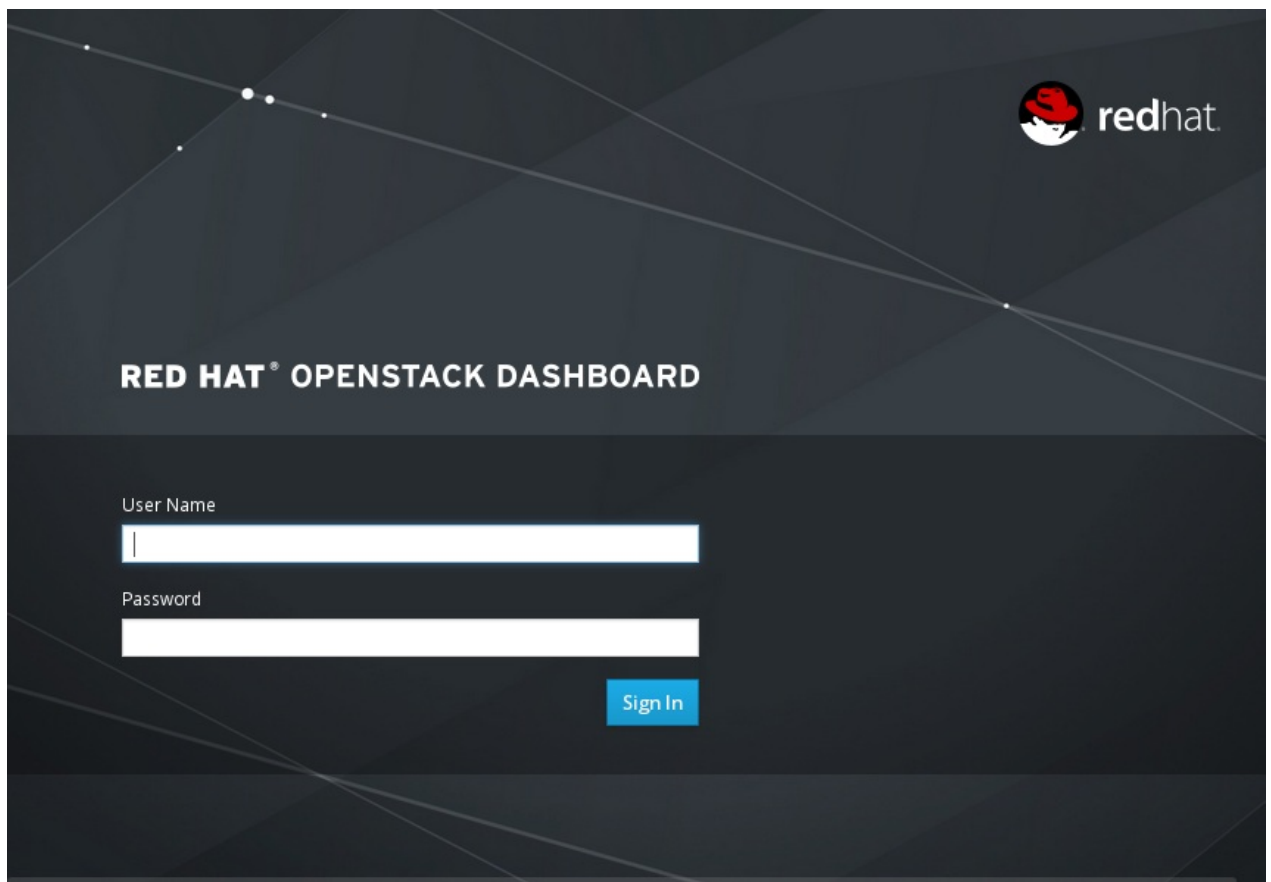 redhat.
RED HAT® OPENSTACK DASHBOARD
User Name
Password
Sign In